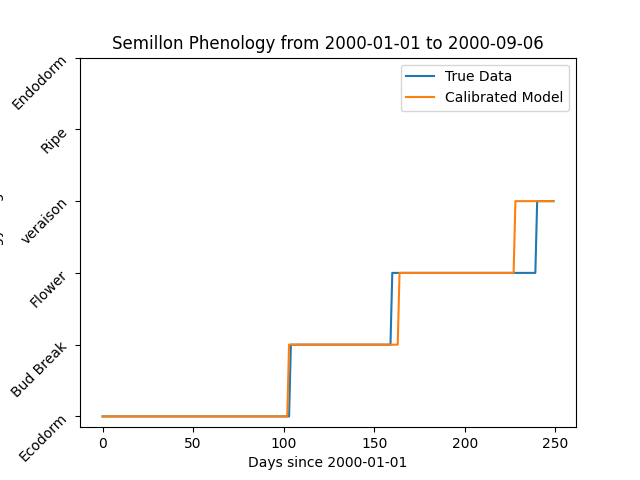 Semillon Phenology from 2000-01-01 to 2000-09-06
True Data
Calibrated Model
Endodorm
Ripe
veraison
Flower
Bud Break
Ecodorm
0 50 100 150 200 250
Days since 2000-01-01